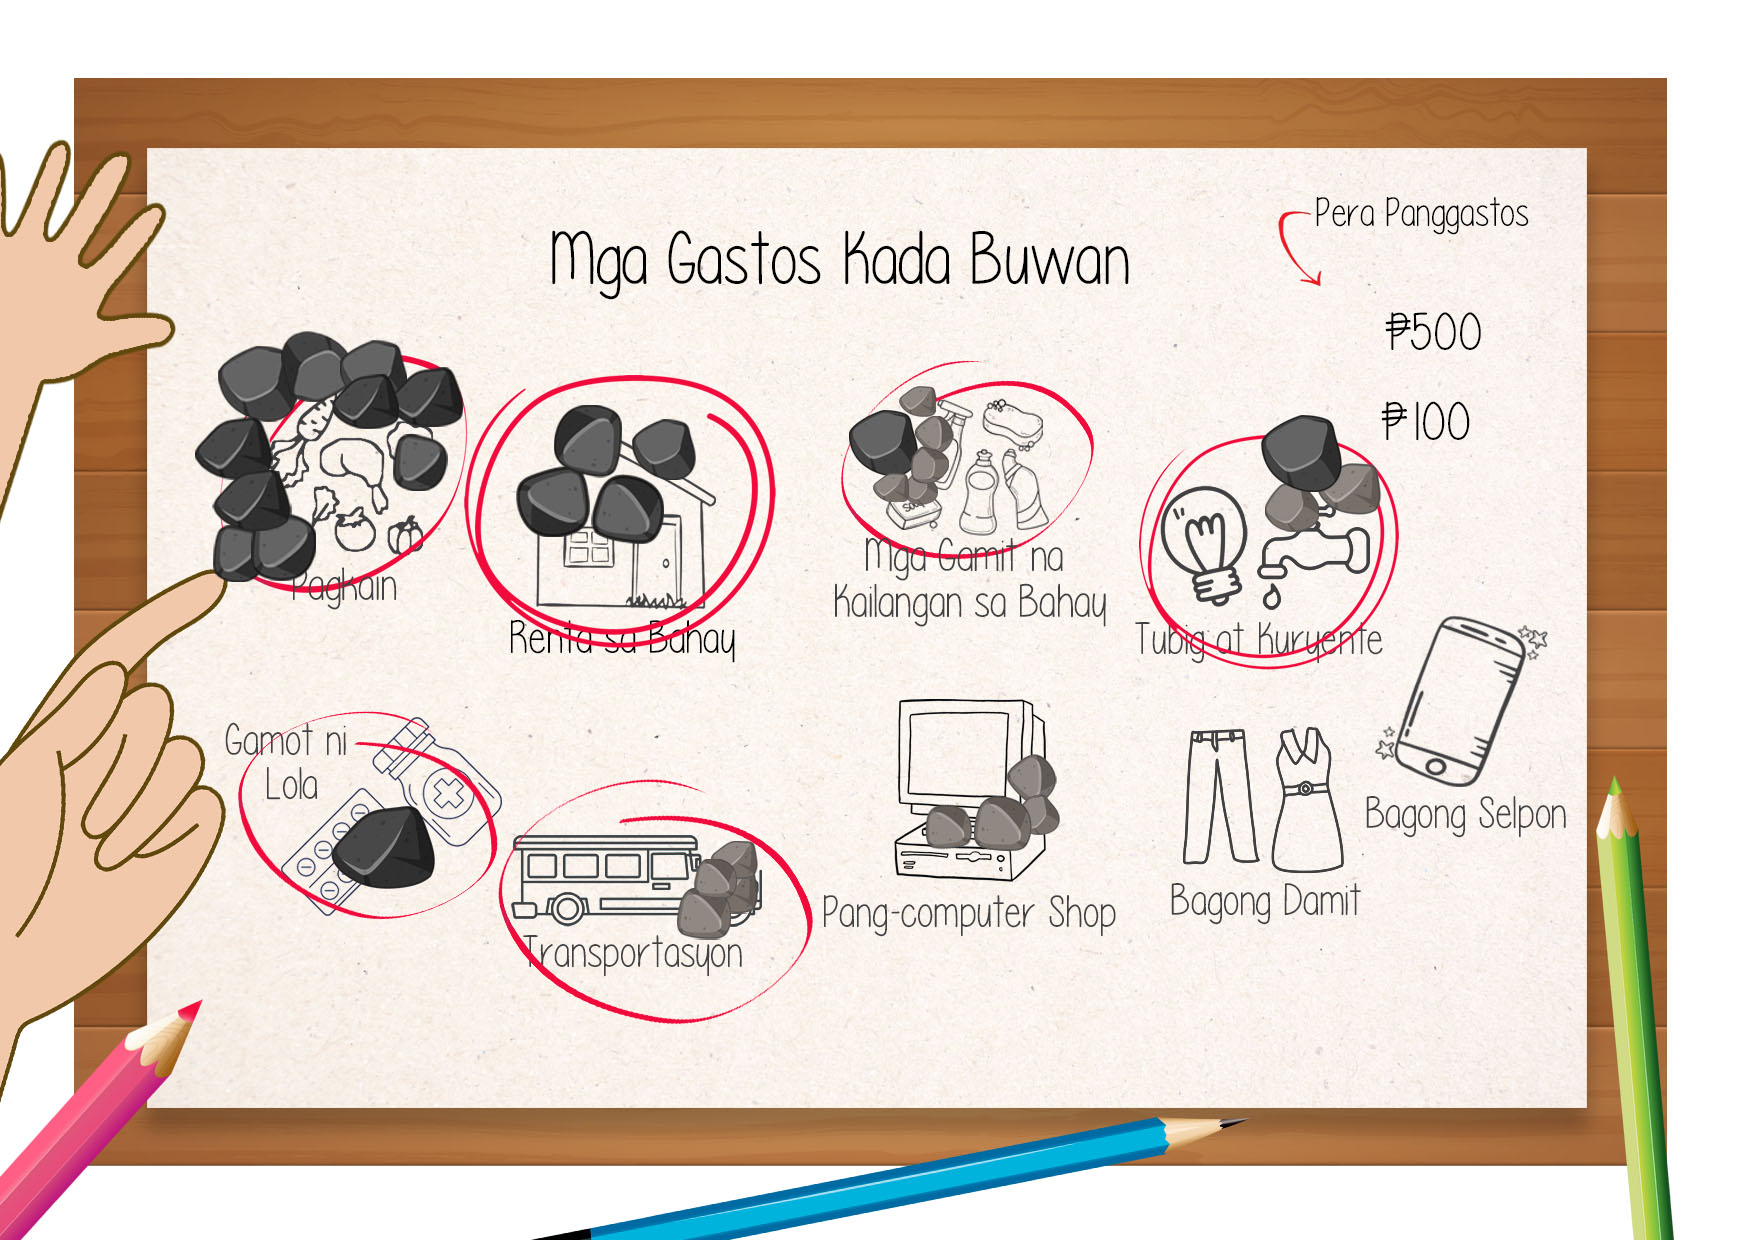 Pera Panggastos
Mga Gastos Kada Buwan
₱500
₱100
Pagkain
Renta sa Bahay
Mga Gamit na
Kailangan sa Bahay
Tubig at Kuryente
Gamot ni
Lola
Transportasyon
Pang-computer Shop
Bagong Damit
Bagong Selpon